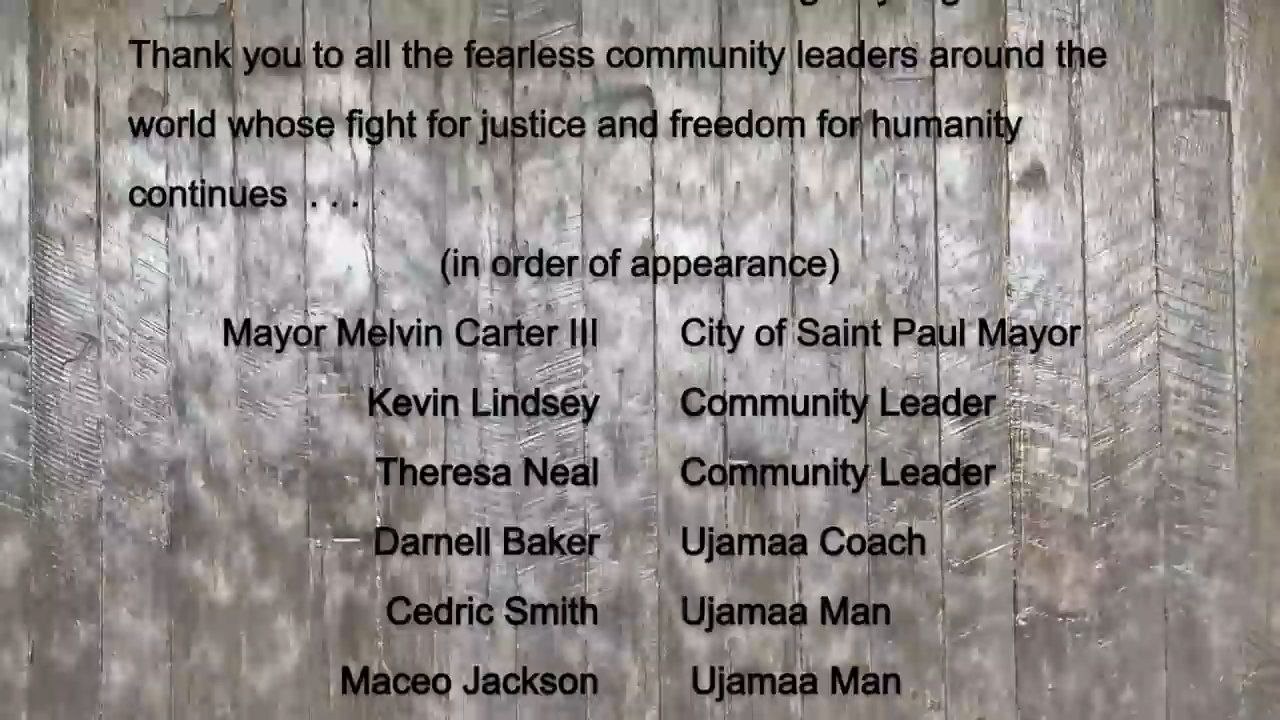 Thank you to all the fearless community leaders around the
world whose fight for justice and freedom for humanity
continues . . .
(in order of appearance)
Mayor Melvin Carter III City of Saint Paul Mayor
Kevin Lindsey Community Leader
Theresa Neal Community Leader
Darnell Baker Ujamaa Coach
Cedric Smith Ujamaa Man
Maceo Jackson Ujamaa Man